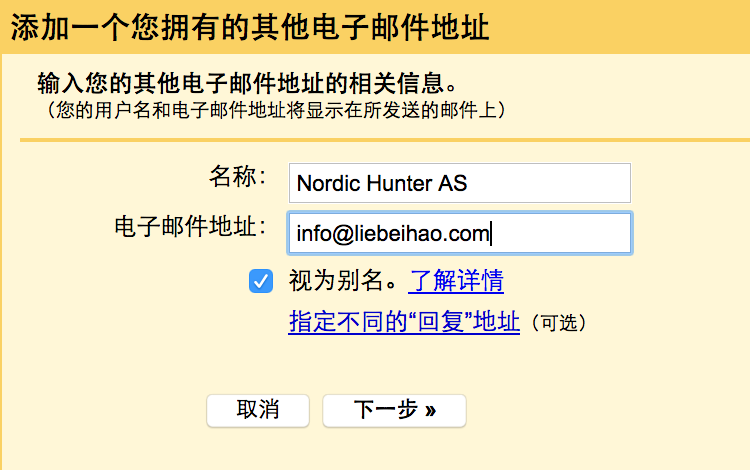 添加一个您拥有的其他电子邮件地址
输入您的其他电子邮件地址的相关信息。
（您的用户名和电子邮件地址将显示在所发送的邮件上）
名称： Nordic Hunter AS
电子邮件地址： info@liebeihao.com
视为别名。了解详情
指定不同的“回复”地址（可选）
取消 下一步 »